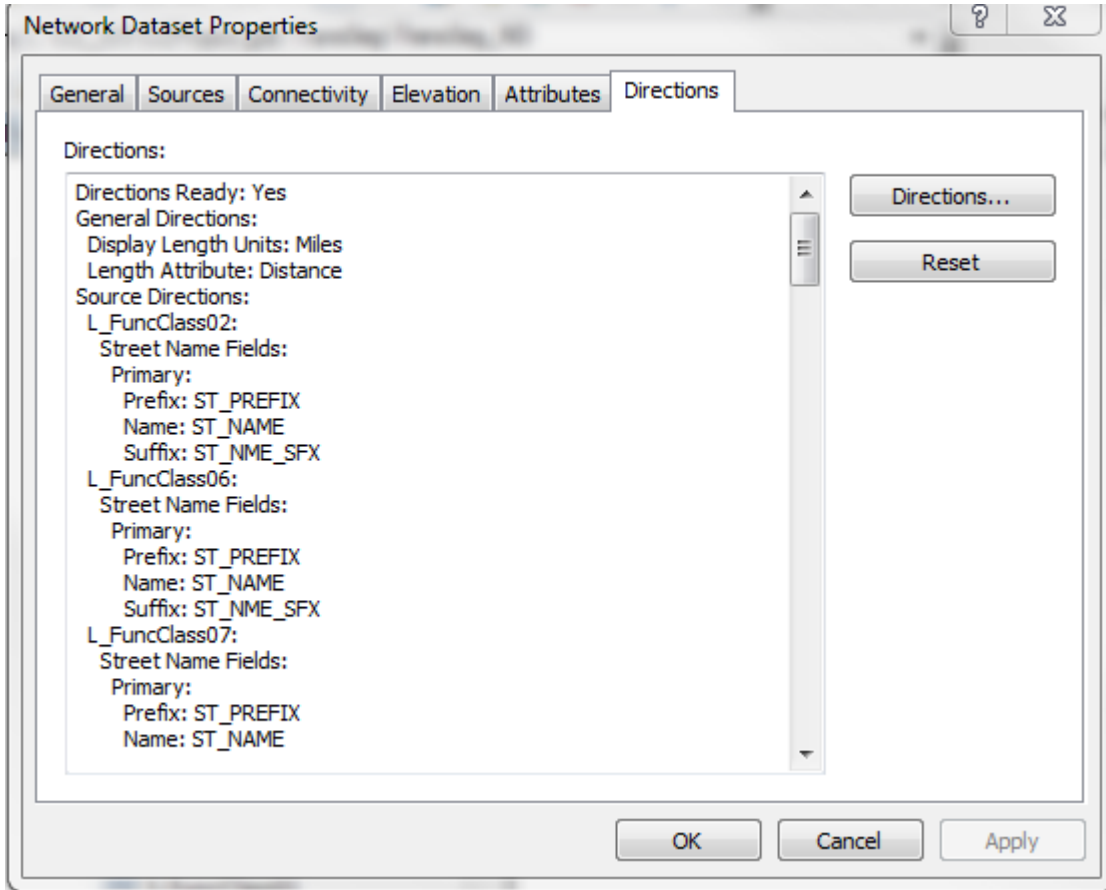 Network Dataset Properties
General
Sources
Connectivity
Elevation
Attributes
Directions
Directions:
Directions Ready: Yes
General Directions:
Display Length Units: Miles
Length Attribute: Distance
Source Directions:
L_FuncClass02:
Street Name Fields:
Primary:
Prefix: ST_PREFIX
Name: ST_NAME
Suffix: ST_NME_SFX
L_FuncClass06:
Street Name Fields:
Primary:
Prefix: ST_PREFIX
Name: ST_NAME
Suffix: ST_NME_SFX
L_FuncClass07:
Street Name Fields:
Primary:
Prefix: ST_PREFIX
Name: ST_NAME
Directions...
Reset
OK
Cancel
Apply